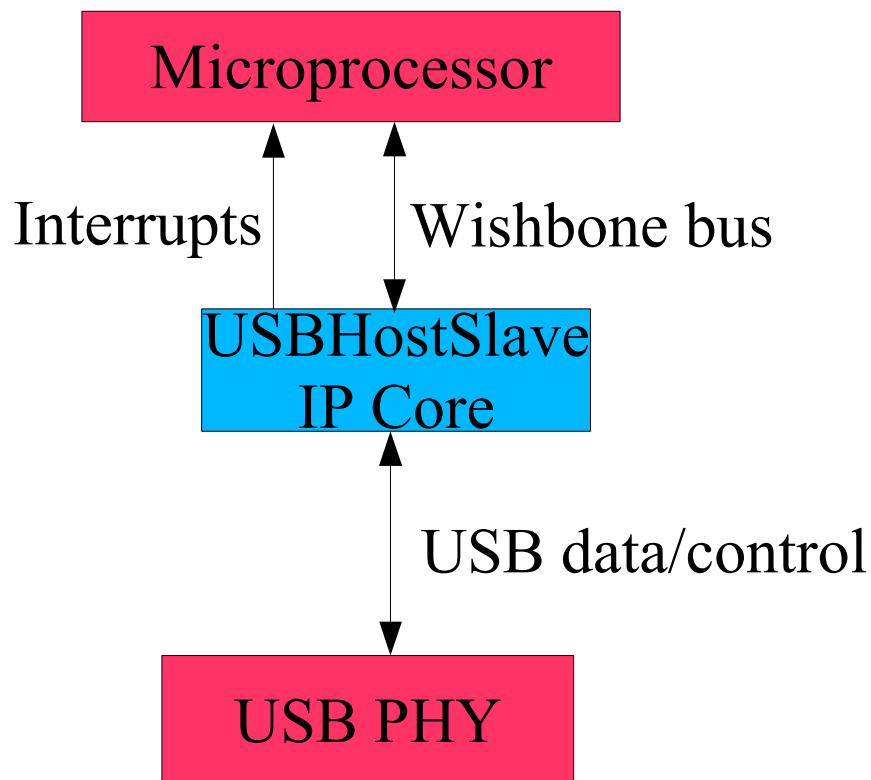 Microprocessor
Interrupts
Wishbone bus
USBHostSlave
IP Core
USB data/control
USB PHY